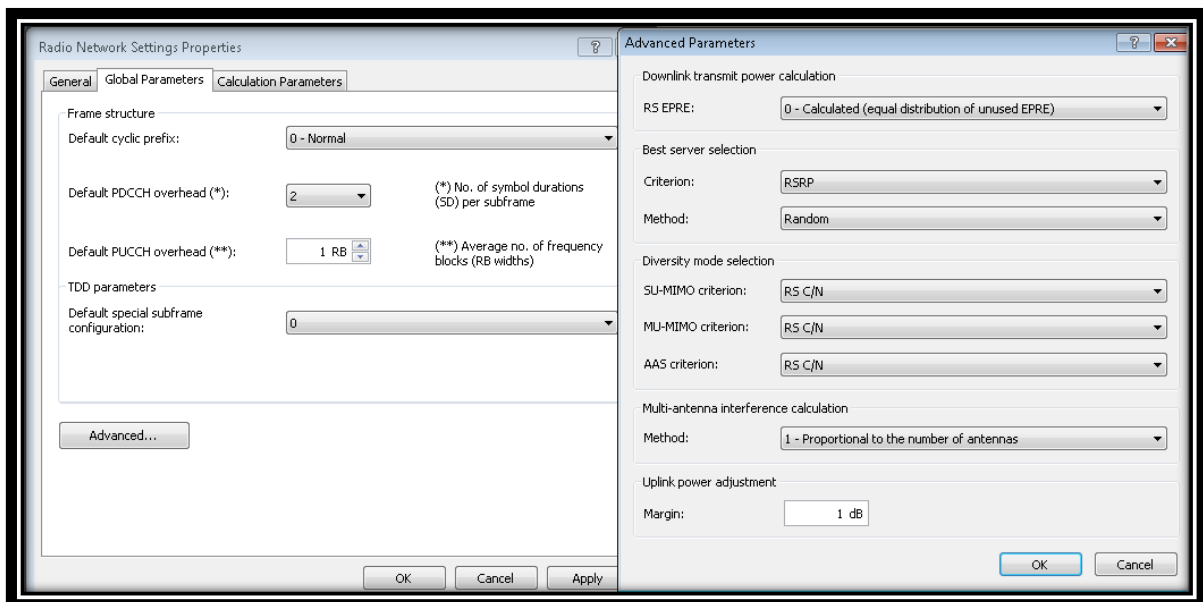 Radio Network Settings Properties
?
General
Global Parameters
Calculation Parameters
Frame structure
Default cyclic prefix:
0 - Normal
Default PDCCH overhead (*):
2
(*) No. of symbol durations
(SD) per subframe
Default PUCCH overhead (**):
1 RB
(**) Average no. of frequency
blocks (RB widths)
TDD parameters
Default special subframe
configuration:
0
Advanced...
OK
Cancel
Apply
Advanced Parameters
?
Downlink transmit power calculation
RS EPRE:
0 - Calculated (equal distribution of unused EPRE)
Best server selection
Criterion:
RSRP
Method:
Random
Diversity mode selection
SU-MIMO criterion:
RS C/N
MU-MIMO criterion:
RS C/N
AAS criterion:
RS C/N
Multi-antenna interference calculation
Method:
1 - Proportional to the number of antennas
Uplink power adjustment
Margin:
1 dB
OK
Cancel